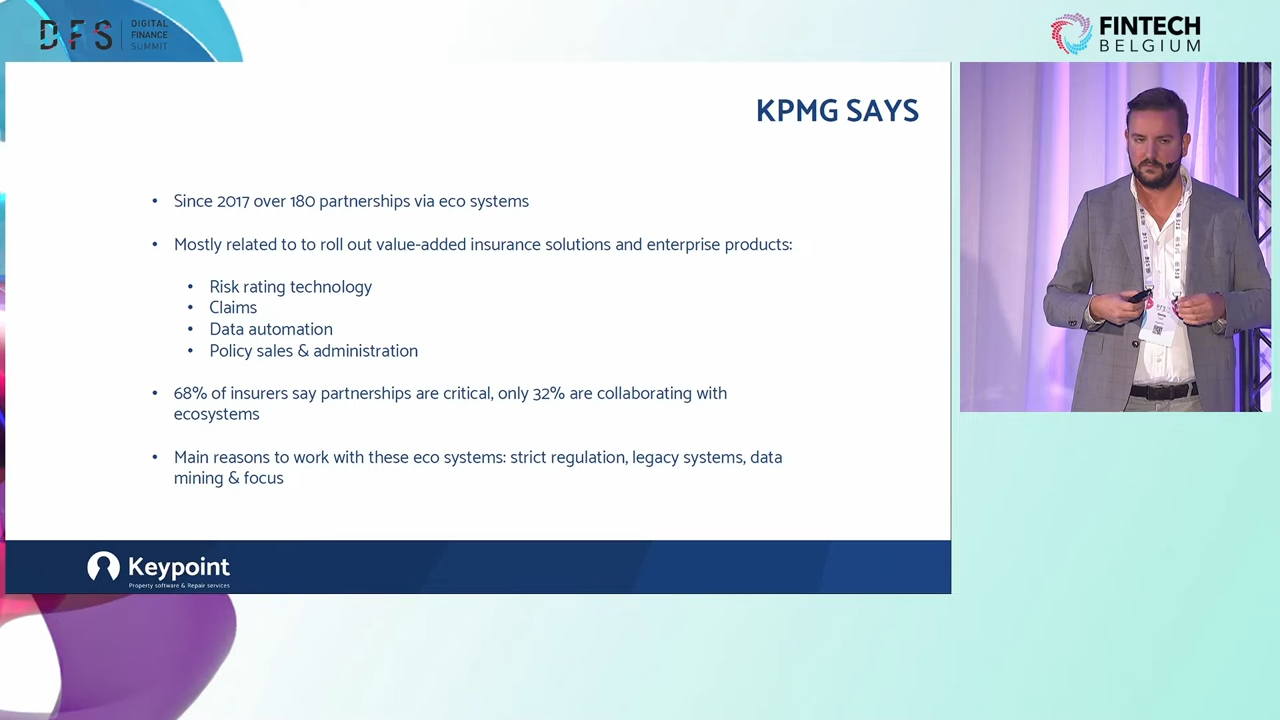 DFS
DIGITAL
FINANCE
SUMMIT
FINTECH
BELGIUM
KPMG SAYS
• Since 2017 over 180 partnerships via eco systems
• Mostly related to to roll out value-added insurance solutions and enterprise products:
• Risk rating technology
• Claims
• Data automation
• Policy sales & administration
• 68% of insurers say partnerships are critical, only 32% are collaborating with
ecosystems
• Main reasons to work with these eco systems: strict regulation, legacy systems, data
mining & focus
Keypoint
Property software & Repair services